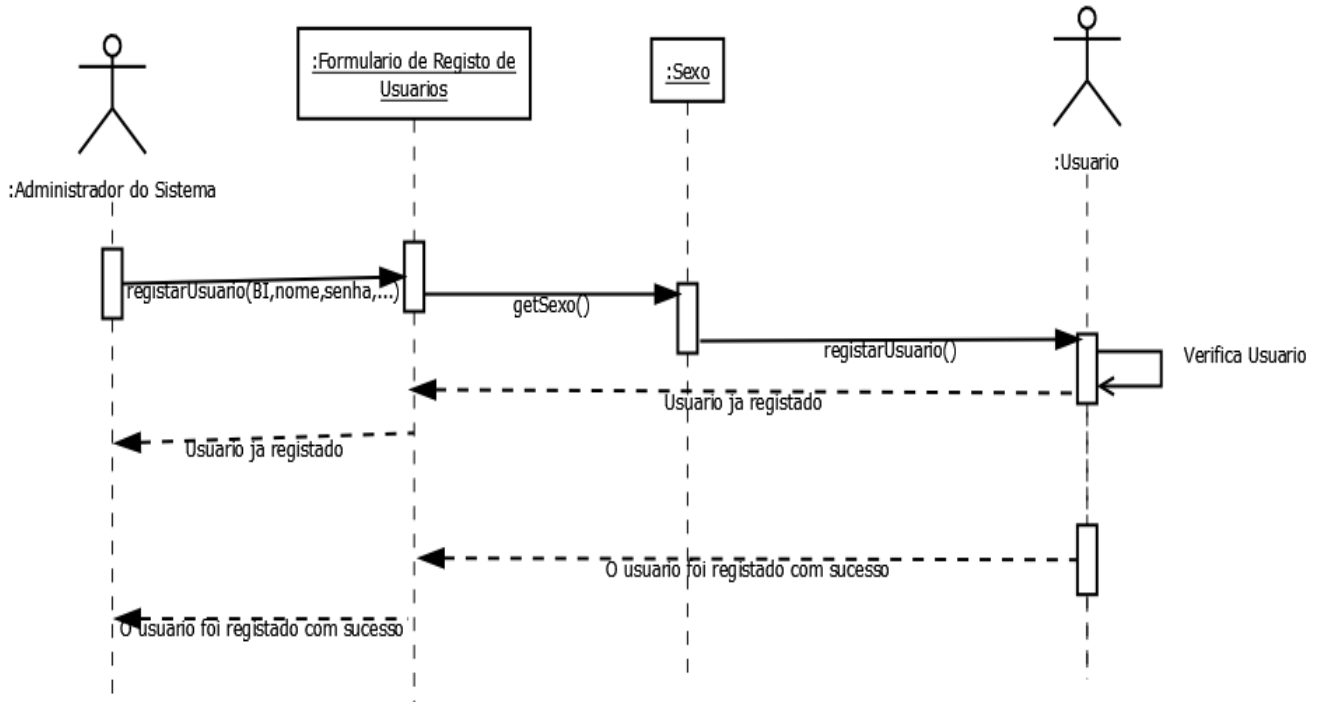 :Formulario de Registo de
Usuarios
:Sexo
:Usuario
:Administrador do Sistema
registarUsuario(BI,nome,senha,...)
getSexo()
registarUsuario()
Verifica Usuario
Usuario ja registado
Usuario ja registado
O usuario foi registado com sucesso
O usuario foi registado com sucesso